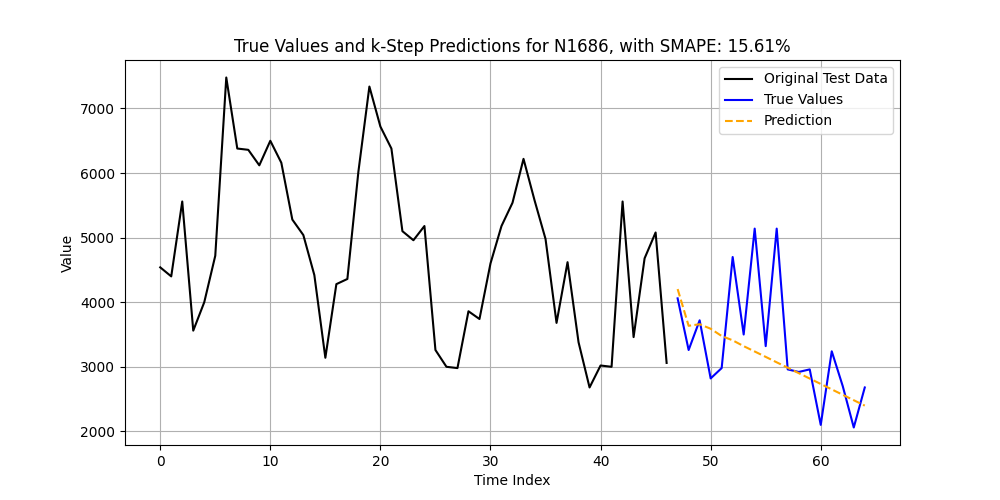 True Values and k-Step Predictions for N1686, with SMAPE: 15.61%
Original Test Data
True Values
Prediction
7000
6000
5000
4000
3000
2000
Value
0 10 20 30 40 50 60
Time Index